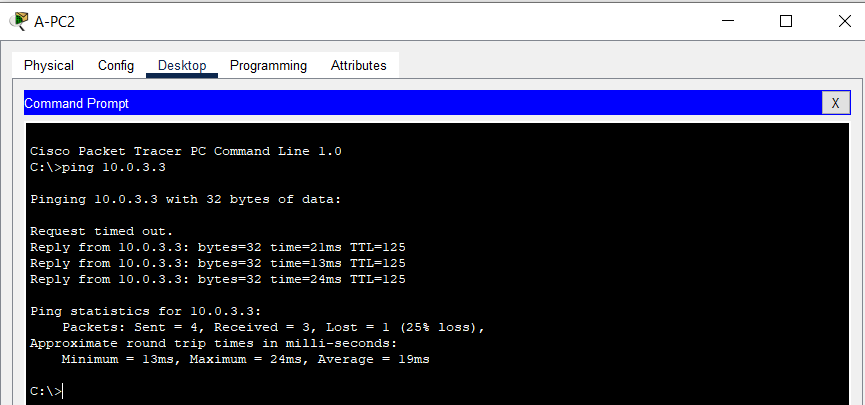 A-PC2
Physical Config Desktop Programming Attributes
Command Prompt X
Cisco Packet Tracer PC Command Line 1.0
C:\>ping 10.0.3.3
Pinging 10.0.3.3 with 32 bytes of data:
Request timed out.
Reply from 10.0.3.3: bytes=32 time=21ms TTL=125
Reply from 10.0.3.3: bytes=32 time=13ms TTL=125
Reply from 10.0.3.3: bytes=32 time=24ms TTL=125
Ping statistics for 10.0.3.3:
Packets: Sent = 4, Received = 3, Lost = 1 (25% loss),
Approximate round trip times in milli-seconds:
Minimum = 13ms, Maximum = 24ms, Average = 19ms
C:\>